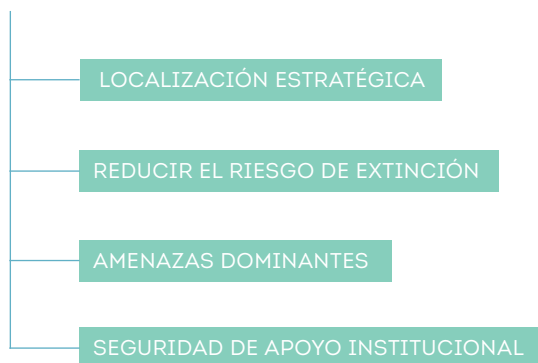 LOCALIZACIÓN ESTRATÉGICA
REDUCIR EL RIESGO DE EXTINCIÓN
AMENAZAS DOMINANTES
SEGURIDAD DE APOYO INSTITUCIONAL